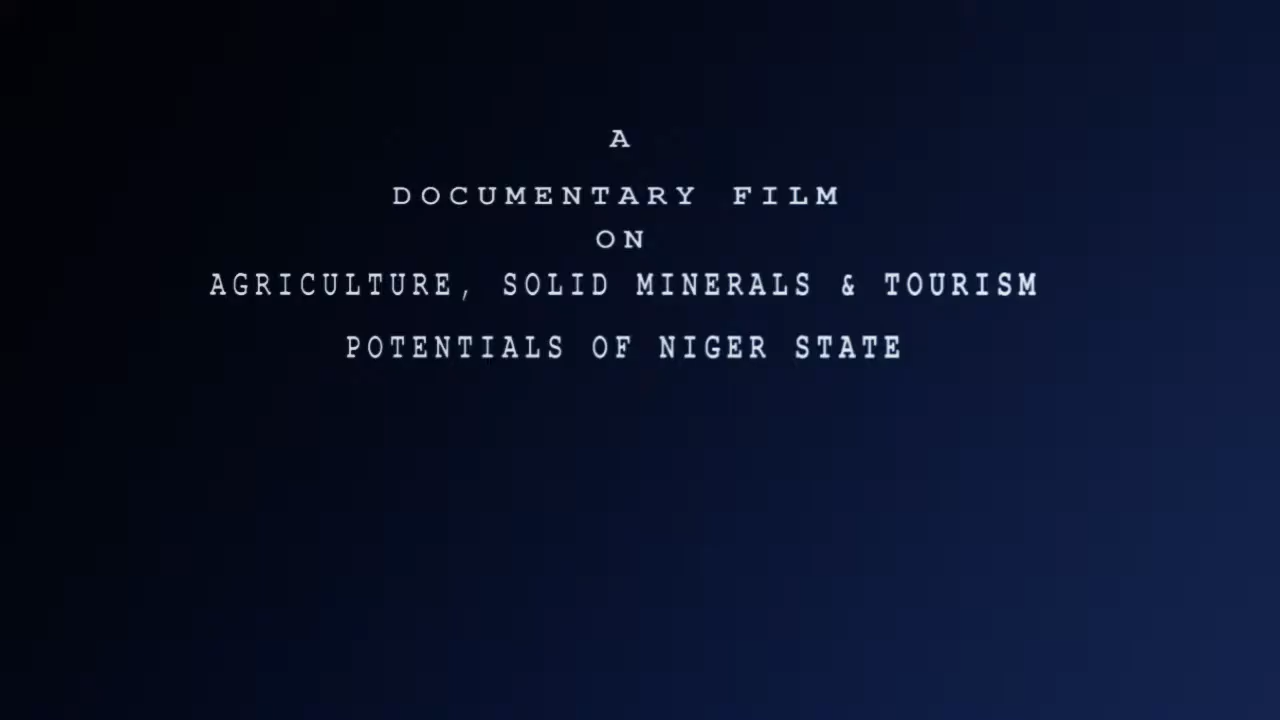 A
DOCUMENTARY FILM
ON
AGRICULTURE, SOLID MINERALS & TOURISM
POTENTIALS OF NIGER STATE